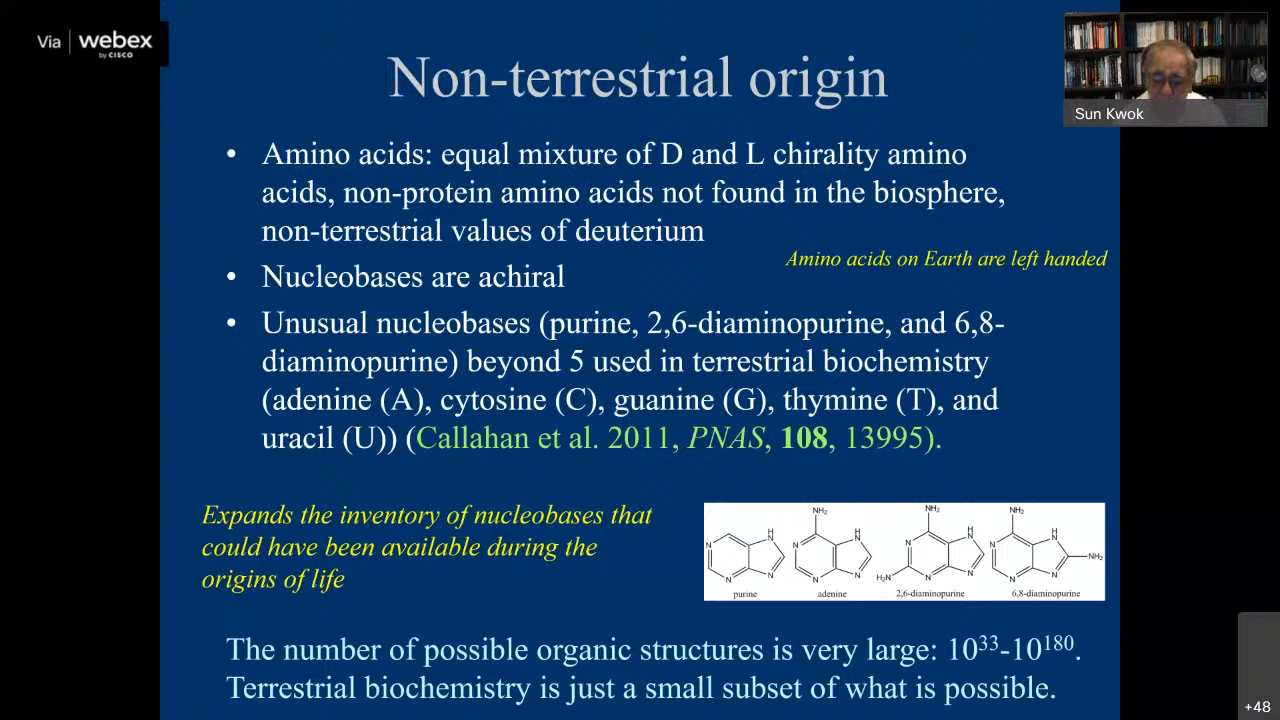 Via webex
by CISCO
Non-terrestrial origin
Sun Kwok
• Amino acids: equal mixture of D and L chirality amino
acids, non-protein amino acids not found in the biosphere,
non-terrestrial values of deuterium
Amino acids on Earth are left handed
• Nucleobases are achiral
• Unusual nucleobases (purine, 2,6-diaminopurine, and 6,8-
diaminopurine) beyond 5 used in terrestrial biochemistry
(adenine (A), cytosine (C), guanine (G), thymine (T), and
uracil (U)) (Callahan et al. 2011, PNAS, 108, 13995).
Expands the inventory of nucleobases that
could have been available during the
origins of life
N N H N N
purine
NH₂ N N H N N
adenine
NH₂ N H₂N N H N N
2,6-diaminopurine
NH₂ N N H N N NH₂
6,8-diaminopurine
The number of possible organic structures is very large: 10³³-10¹⁸⁰.
Terrestrial biochemistry is just a small subset of what is possible.
+48